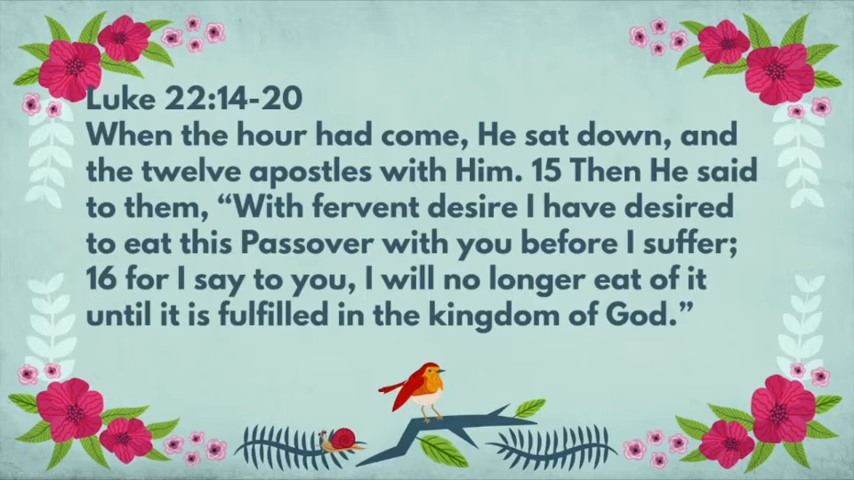 Luke 22:14-20
When the hour had come, He sat down, and
the twelve apostles with Him. 15 Then He said
to them, “With fervent desire I have desired
to eat this Passover with you before I suffer;
16 for I say to you, I will no longer eat of it
until it is fulfilled in the kingdom of God.”